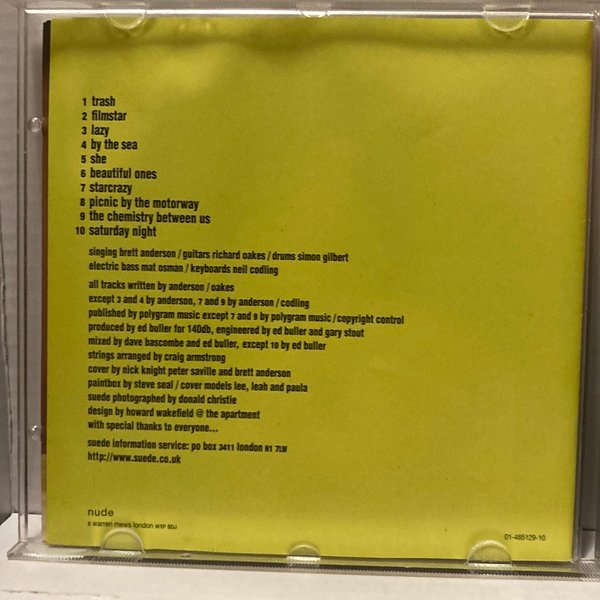 1 trash
2 filmstar
3 lazy
4 by the sea
5 she
6 beautiful ones
7 starcrazy
8 picnic by the motorway
9 the chemistry between us
10 saturday night
singing brett anderson / guitars richard oakes / drums simon gilbert
electric bass mat osman / keyboards neil codling
all tracks written by anderson / oakes
except 3 and 4 by anderson, 7 and 9 by anderson / codling
published by polygram music except 7 and 9 by polygram music / copyright control
produced by ed buller for 140db, engineered by ed buller and gary stout
mixed by dave bascombe and ed buller, except 10 by ed buller
strings arranged by craig armstrong
cover by nick knight peter saville and brett anderson
paintbox by steve seal / cover models lee, leah and paula
suede photographed by donald christie
design by howard wakefield @ the apartment
with special thanks to everyone...
suede information service: po box 3411 london N1 7LW
http://www.suede.co.uk
nude
6 warren mews london W1P 5DJ
01-485129-10